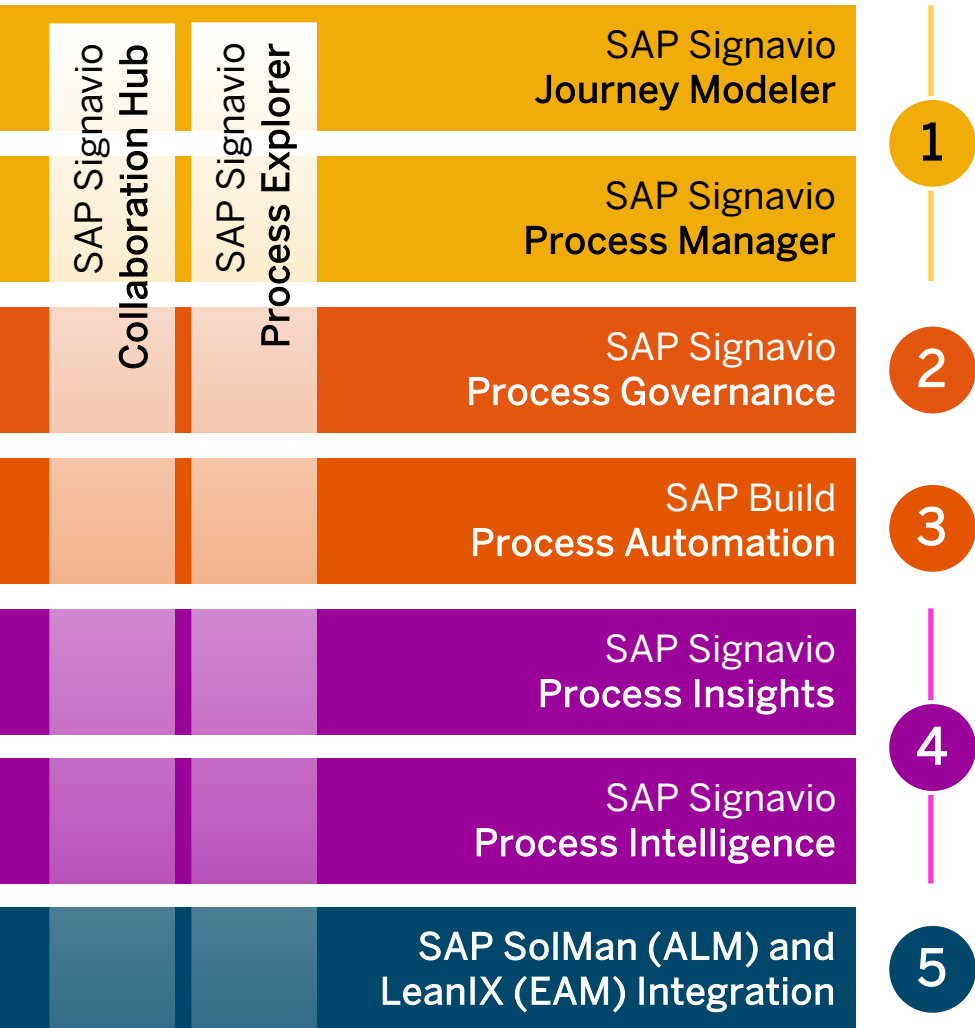 SAP Signavio
Collaboration Hub
SAP Signavio
Process Explorer
SAP Signavio
Journey Modeler
1
SAP Signavio
Process Manager
SAP Signavio
Process Governance
2
SAP Build
Process Automation
3
SAP Signavio
Process Insights
4
SAP Signavio
Process Intelligence
SAP SolMan (ALM) and
LeanIX (EAM) Integration
5